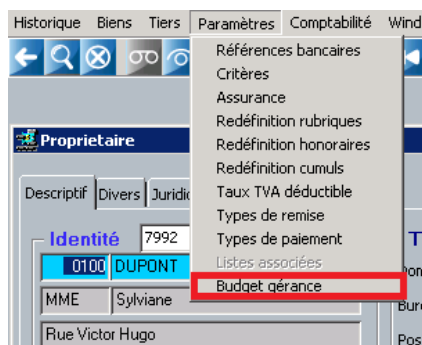 Historique Biens Tiers Paramètres Comptabilité Wind
Références bancaires
Critères
Assurance
Redéfinition rubriques
Redéfinition honoraires
Redéfinition cumuls
Taux TVA déductible
Types de remise
Types de paiement
Listes associées
Budget gérance
Proprietaire
Descriptif Divers Juridi
Identité 7992
0100 DUPONT
MME Sylviane
Rue Victor Hugo
T
Bur
Pos